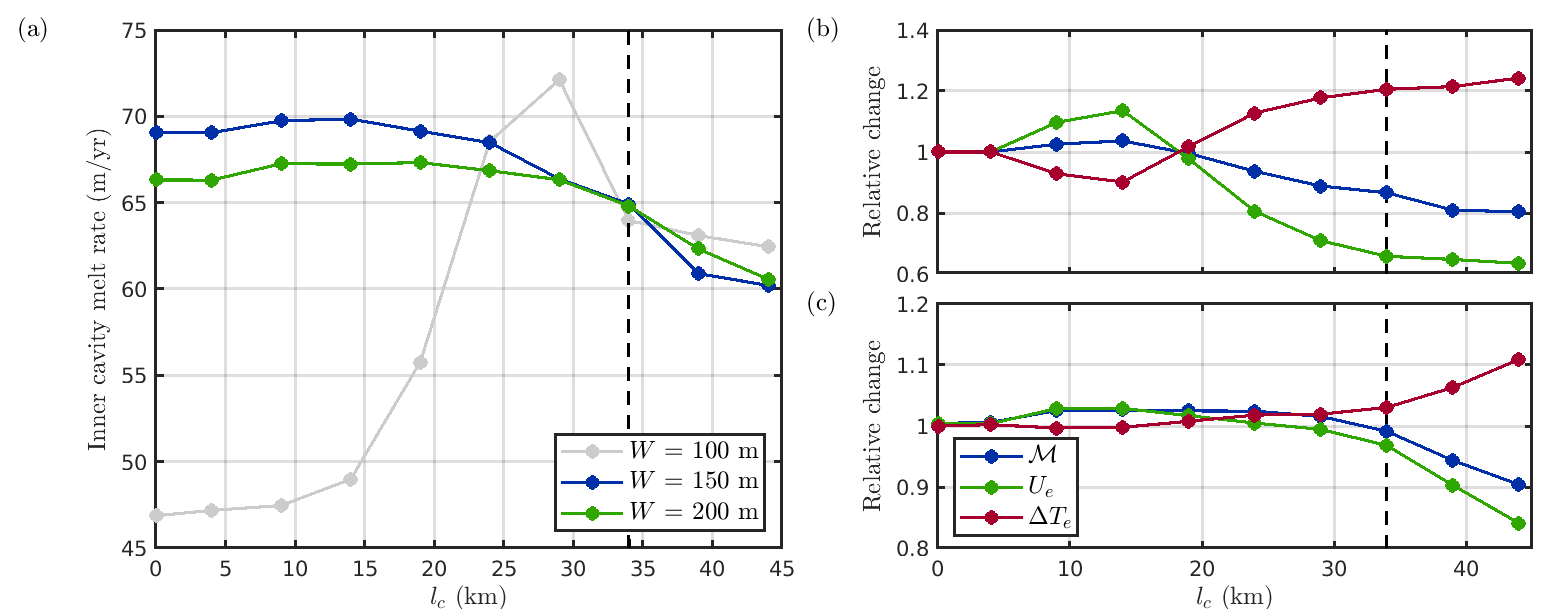 (a)
75
70
65
60
55
50
45
Inner cavity melt rate (m/yr)
0 5 10 15 20 25 30 35 40 45
l_c (km)
W = 100 m
W = 150 m
W = 200 m
(b)
1.4
1.2
1
0.8
0.6
Relative change
(c)
1.2
1.1
1
0.9
0.8
Relative change
ℳ
U_e
ΔT_e
0 10 20 30 40
l_c (km)